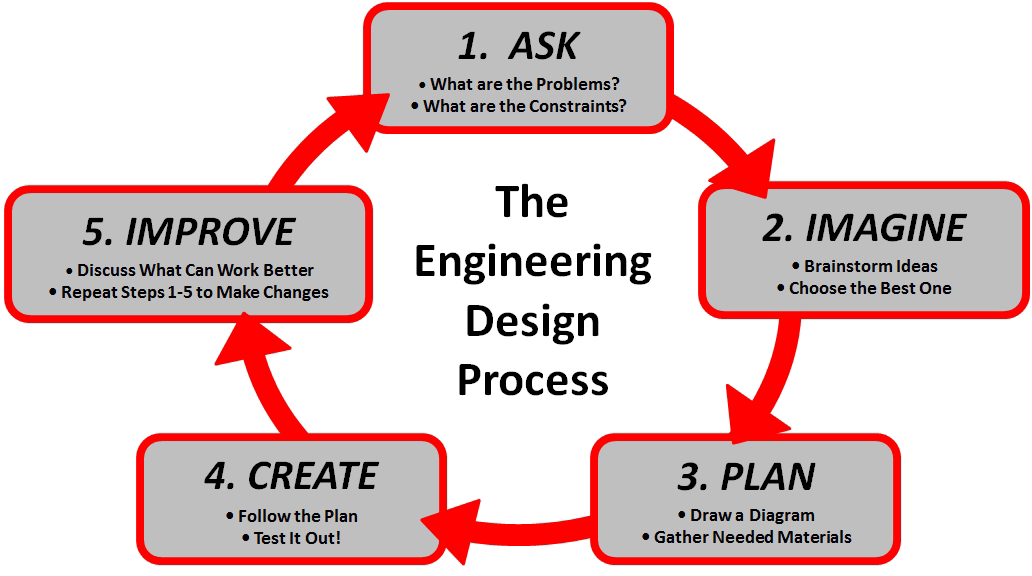 1. ASK
• What are the Problems?
• What are the Constraints?
The
Engineering
Design
Process
2. IMAGINE
• Brainstorm Ideas
• Choose the Best One
3. PLAN
• Draw a Diagram
• Gather Needed Materials
4. CREATE
• Follow the Plan
• Test It Out!
5. IMPROVE
• Discuss What Can Work Better
• Repeat Steps 1-5 to Make Changes